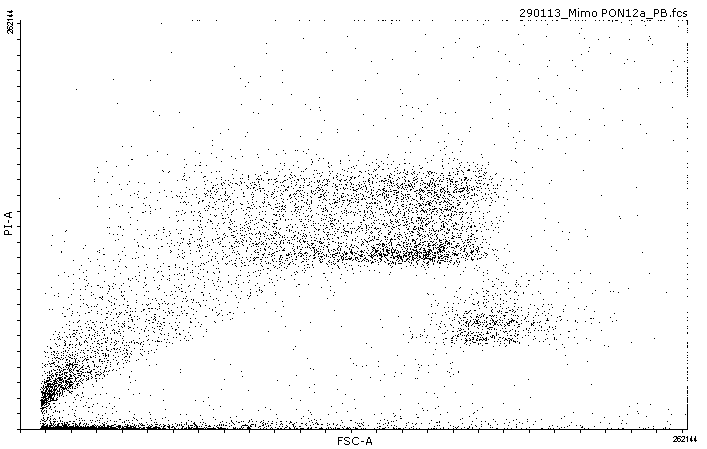 290113_Mimo PON12a_PB.fcs
262144
PI-A
FSC-A
262144